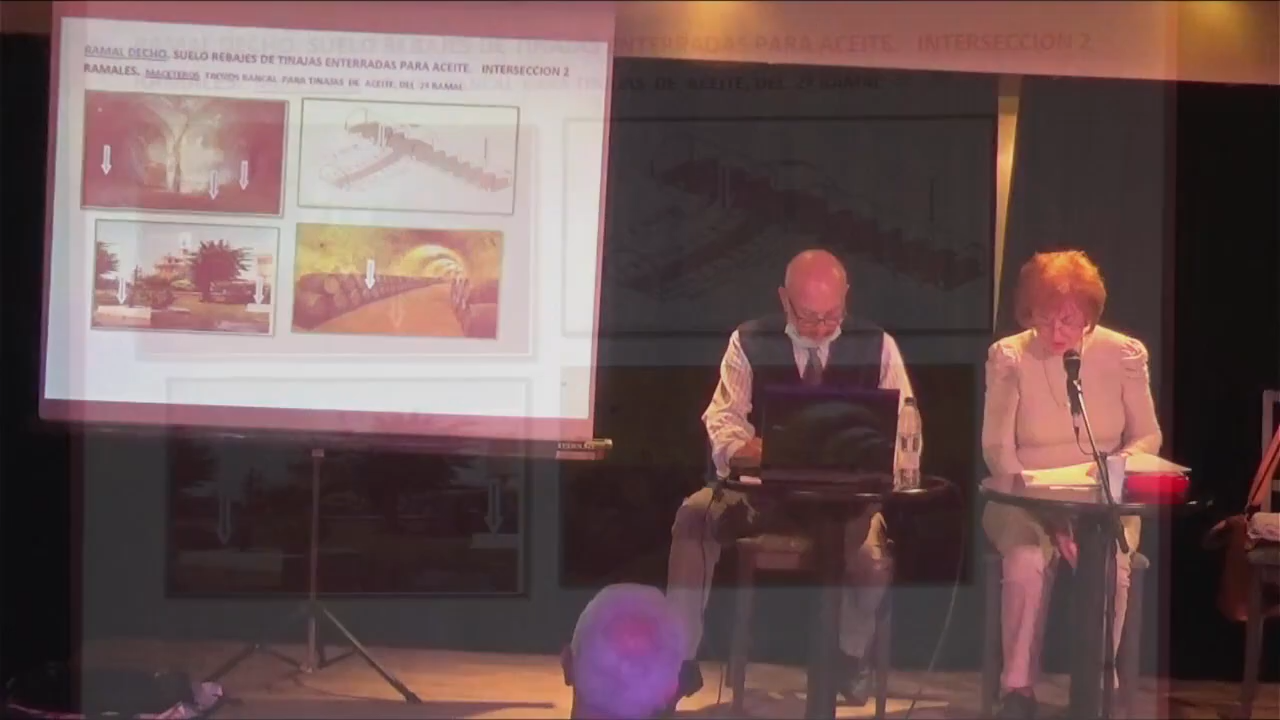 RAMAL DECHO. SUELO REBAJES DE TINAJAS ENTERRADAS PARA ACEITE INTERSECCION 2
RAMALES. MACETEROS TROZOS BANCAL PARA TINAJAS DE ACEITE, DEL 2º RAMAL